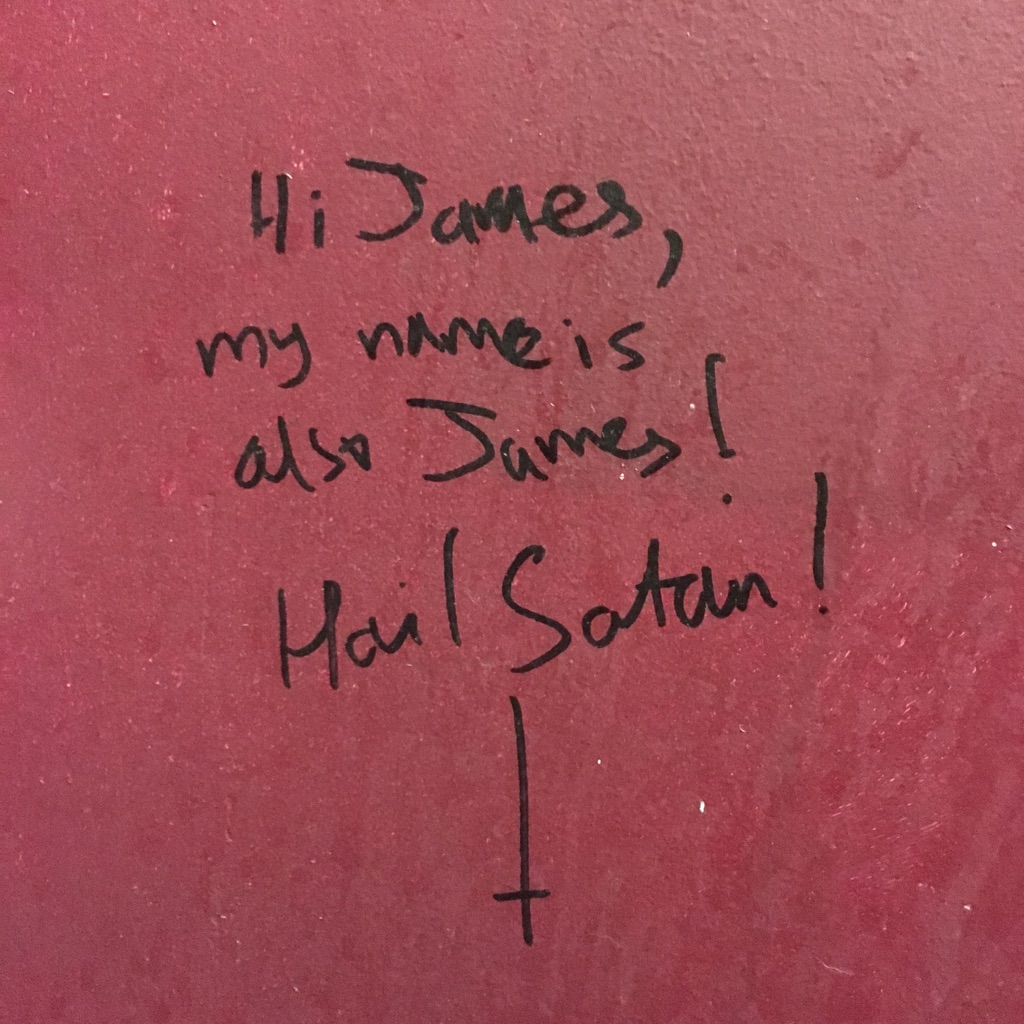 Hi James,
my name is
also James!
Hail Satan!